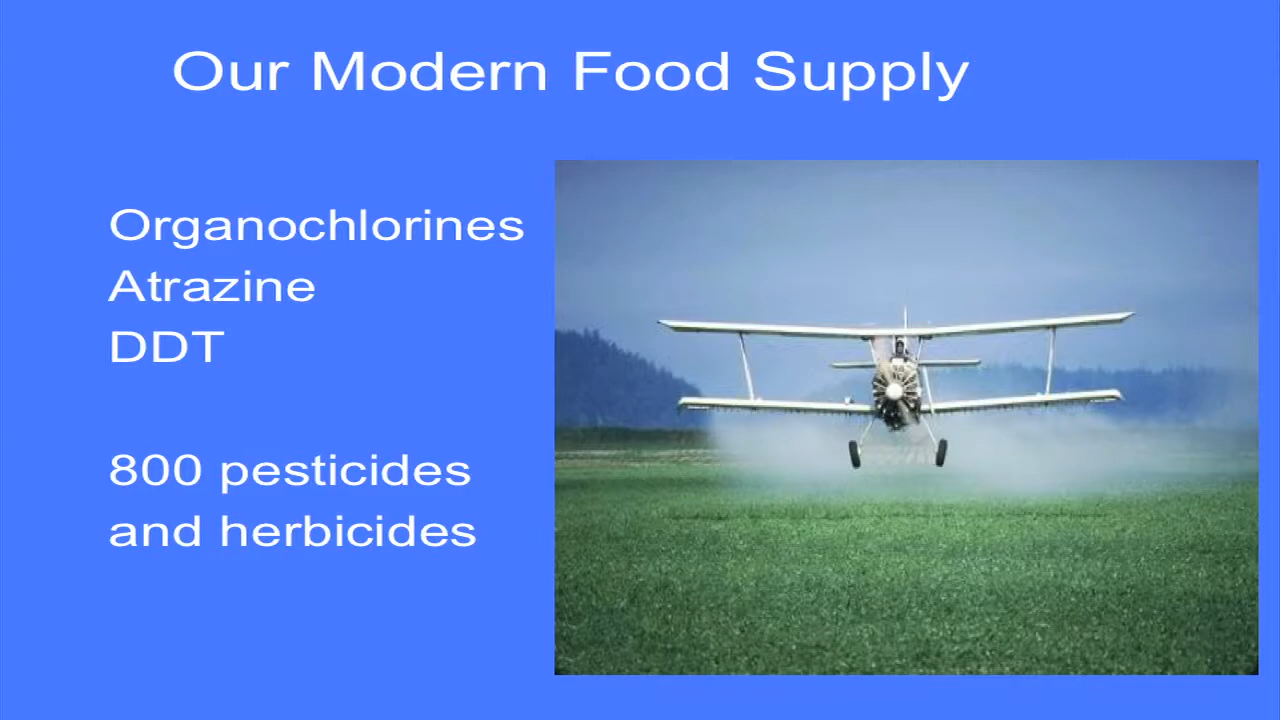 Our Modern Food Supply
Organochlorines
Atrazine
DDT
800 pesticides
and herbicides